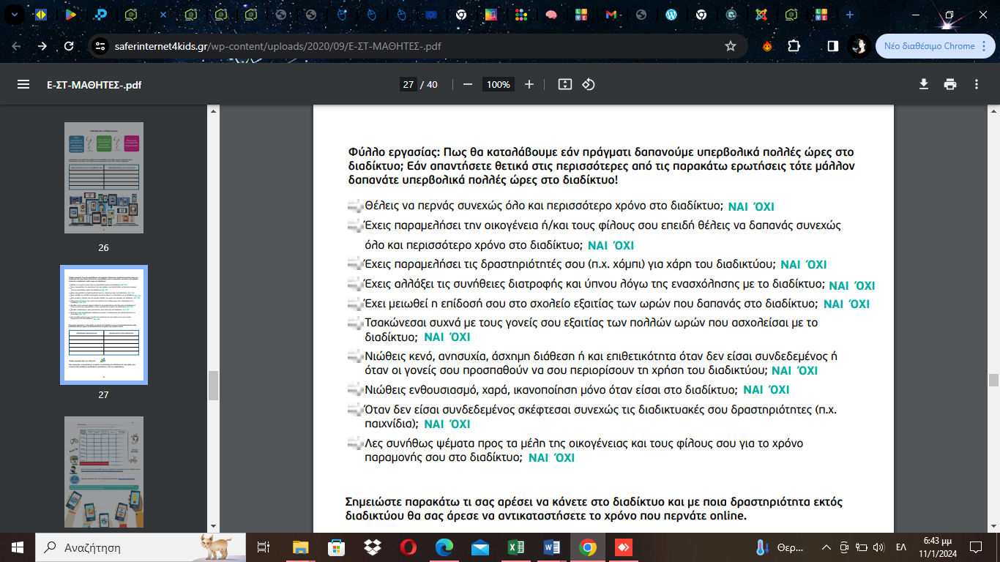 saferinternet4kids.gr/wp-content/uploads/2020/09/Ε-ΣΤ-ΜΑΘΗΤΕΣ-.pdf
Νέο διαθέσιμο Chrome
Ε-ΣΤ-ΜΑΘΗΤΕΣ-.pdf
27 / 40
100%
26
27
Φύλλο εργασίας: Πως θα καταλάβουμε εάν πράγματι δαπανούμε υπερβολικά πολλές ώρες στο
διαδίκτυο; Εάν απαντήσετε θετικά στις περισσότερες από τις παρακάτω ερωτήσεις τότε μάλλον
δαπανάτε υπερβολικά πολλές ώρες στο διαδίκτυο!
Θέλεις να περνάς συνεχώς όλο και περισσότερο χρόνο στο διαδίκτυο; ΝΑΙ ΌΧΙ
Έχεις παραμελήσει την οικογένεια ή/και τους φίλους σου επειδή θέλεις να δαπανάς συνεχώς
όλο και περισσότερο χρόνο στο διαδίκτυο; ΝΑΙ ΌΧΙ
Έχεις παραμελήσει τις δραστηριότητές σου (π.χ. χόμπι) για χάρη του διαδικτύου; ΝΑΙ ΌΧΙ
Έχεις αλλάξει τις συνήθειες διατροφής και ύπνου λόγω της ενασχόλησης με το διαδίκτυο; ΝΑΙ ΌΧΙ
Έχει μειωθεί η επίδοσή σου στο σχολείο εξαιτίας των ωρών που δαπανάς στο διαδίκτυο; ΝΑΙ ΌΧΙ
Τσακώνεσαι συχνά με τους γονείς σου εξαιτίας των πολλών ωρών που ασχολείσαι με το
διαδίκτυο; ΝΑΙ ΌΧΙ
Νιώθεις κενό, ανησυχία, άσχημη διάθεση ή και επιθετικότητα όταν δεν είσαι συνδεδεμένος ή
όταν οι γονείς σου προσπαθούν να σου περιορίσουν τη χρήση του διαδικτύου; ΝΑΙ ΌΧΙ
Νιώθεις ενθουσιασμό, χαρά, ικανοποίηση μόνο όταν είσαι στο διαδίκτυο; ΝΑΙ ΌΧΙ
Όταν δεν είσαι συνδεδεμένος σκέφτεσαι συνεχώς τις διαδικτυακές σου δραστηριότητες (π.χ.
παιχνίδια); ΝΑΙ ΌΧΙ
Λες συνήθως ψέματα προς τα μέλη της οικογένειας και τους φίλους σου για το χρόνο
παραμονής σου στο διαδίκτυο; ΝΑΙ ΌΧΙ
Σημειώστε παρακάτω τι σας αρέσει να κάνετε στο διαδίκτυο και με ποια δραστηριότητα εκτός
διαδικτύου θα σας άρεσε να αντικαταστήσετε το χρόνο που περνάτε online.
Αναζήτηση
Θερ...
ΕΛ
6:43 μμ
11/1/2024